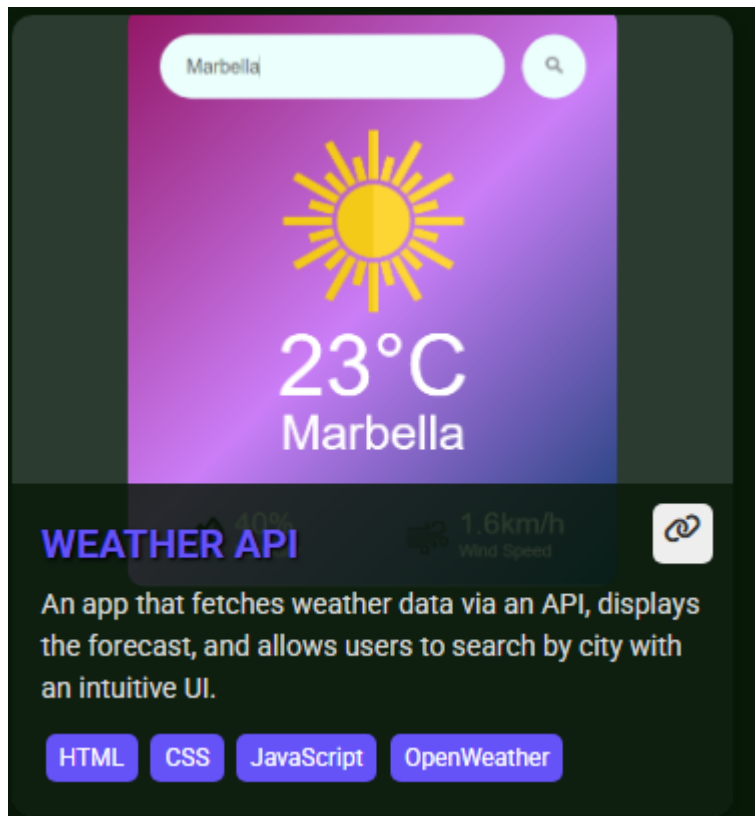 Marbella
23°C
Marbella
40%
1.6km/h
Wind Speed
WEATHER API
An app that fetches weather data via an API, displays
the forecast, and allows users to search by city with
an intuitive UI.
HTML CSS JavaScript OpenWeather